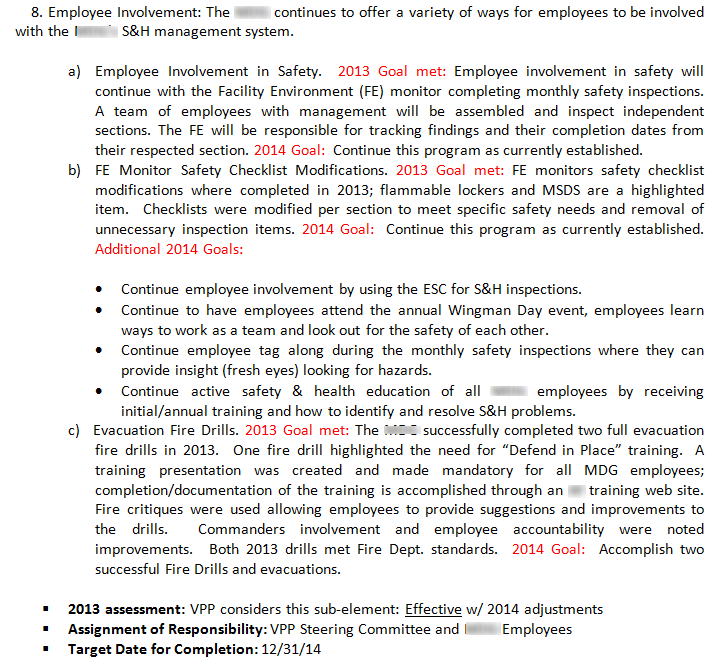 8. Employee Involvement: The continues to offer a variety of ways for employees to be involved
with the S&H management system.
a) Employee Involvement in Safety. 2013 Goal met: Employee involvement in safety will
continue with the Facility Environment (FE) monitor completing monthly safety inspections.
A team of employees with management will be assembled and inspect independent
sections. The FE will be responsible for tracking findings and their completion dates from
their respected section. 2014 Goal: Continue this program as currently established.
b) FE Monitor Safety Checklist Modifications. 2013 Goal met: FE monitors safety checklist
modifications where completed in 2013; flammable lockers and MSDS are a highlighted
item. Checklists were modified per section to meet specific safety needs and removal of
unnecessary inspection items. 2014 Goal: Continue this program as currently established.
Additional 2014 Goals:
• Continue employee involvement by using the ESC for S&H inspections.
• Continue to have employees attend the annual Wingman Day event, employees learn
ways to work as a team and look out for the safety of each other.
• Continue employee tag along during the monthly safety inspections where they can
provide insight (fresh eyes) looking for hazards.
• Continue active safety & health education of all employees by receiving
initial/annual training and how to identify and resolve S&H problems.
c) Evacuation Fire Drills. 2013 Goal met: The successfully completed two full evacuation
fire drills in 2013. One fire drill highlighted the need for “Defend in Place” training. A
training presentation was created and made mandatory for all MDG employees;
completion/documentation of the training is accomplished through an training web site.
Fire critiques were used allowing employees to provide suggestions and improvements to
the drills. Commanders involvement and employee accountability were noted
improvements. Both 2013 drills met Fire Dept. standards. 2014 Goal: Accomplish two
successful Fire Drills and evacuations.
▪ 2013 assessment: VPP considers this sub-element: Effective w/ 2014 adjustments
▪ Assignment of Responsibility: VPP Steering Committee and Employees
▪ Target Date for Completion: 12/31/14